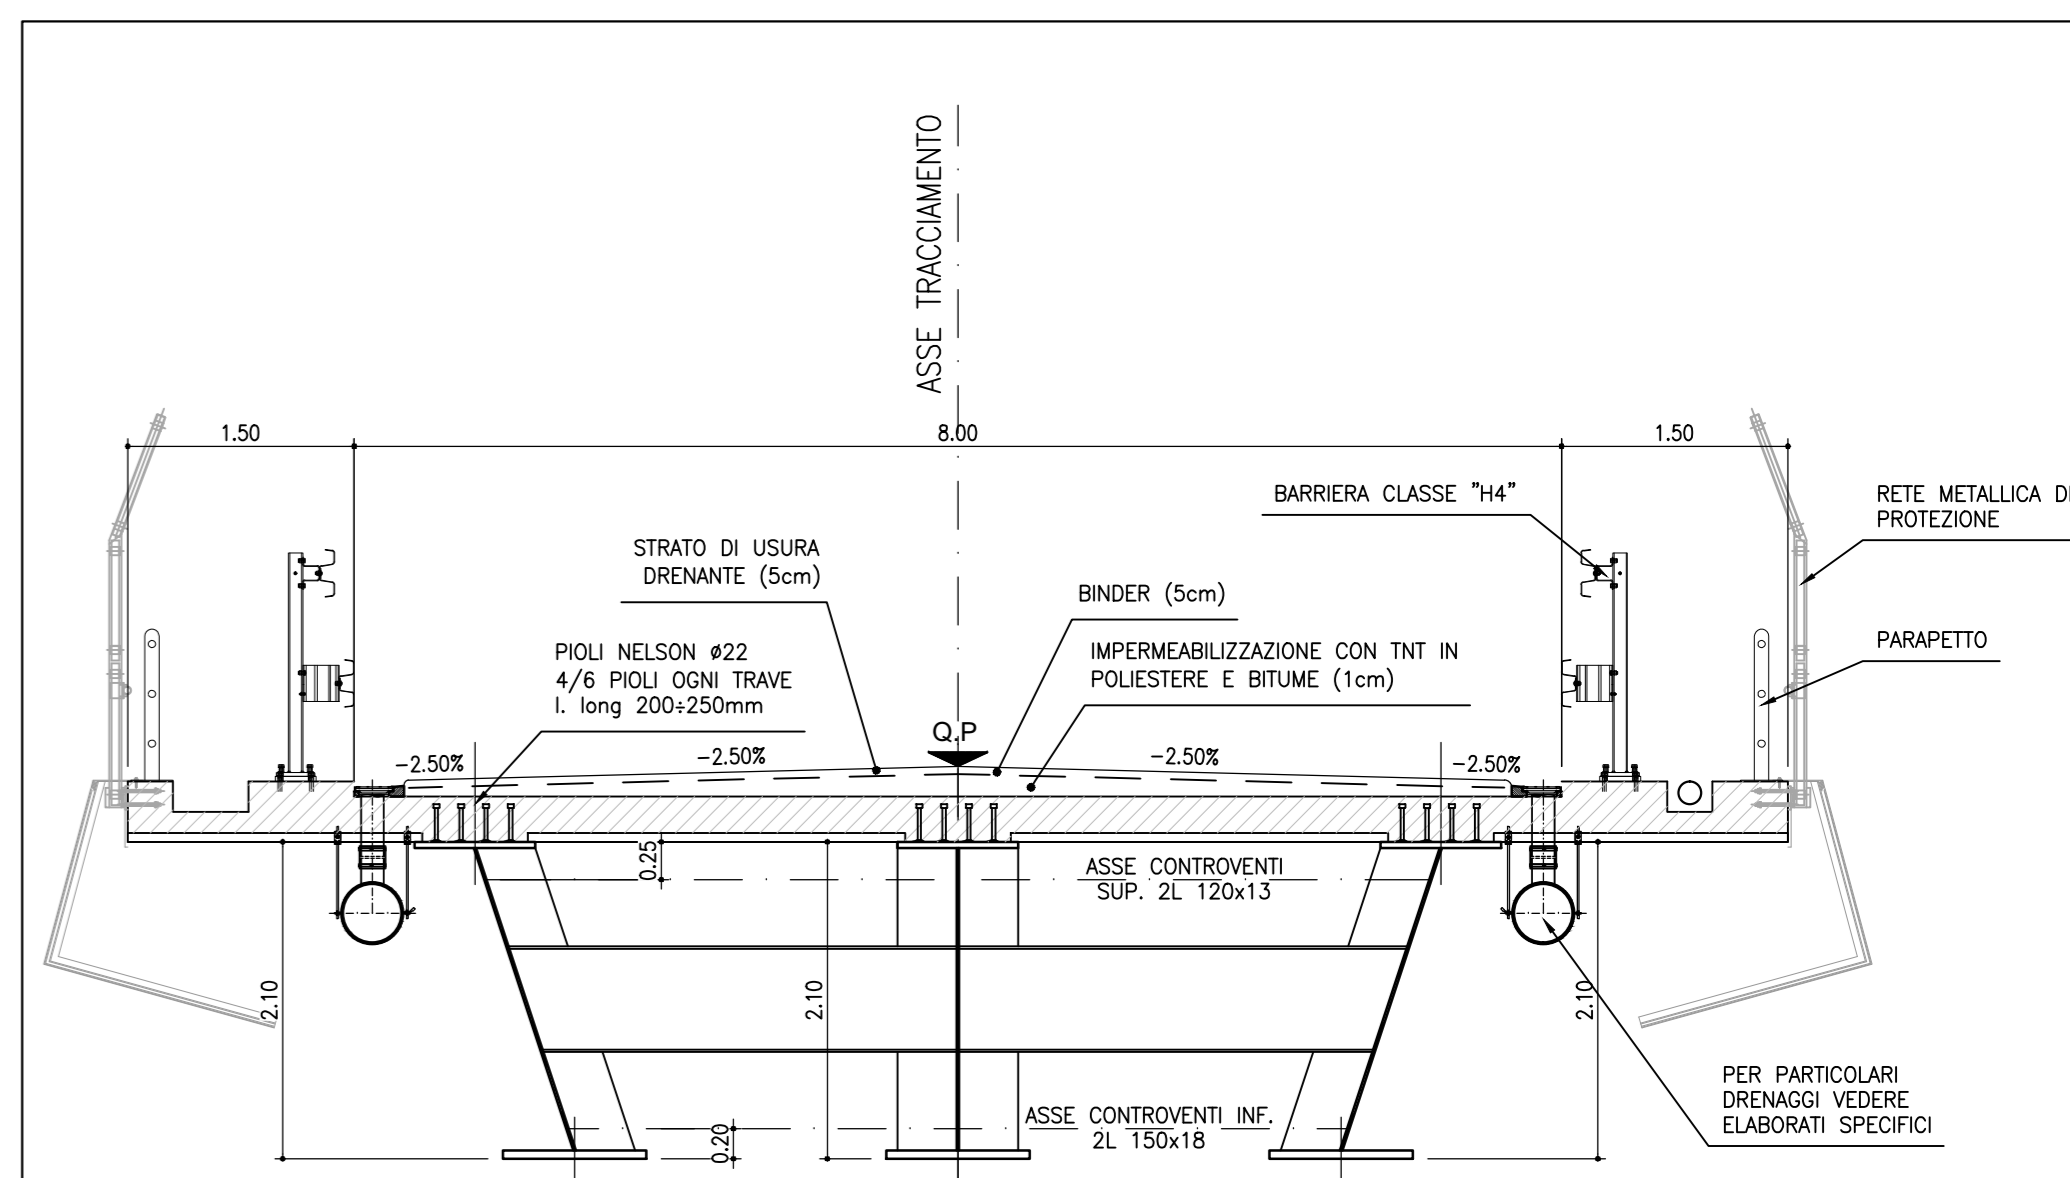 ASSE TRACCIAMENTO
1.50
8.00
1.50
BARRIERA CLASSE "H4"
RETE METALLICA DI
PROTEZIONE
STRATO DI USURA
DRENANTE (5cm)
BINDER (5cm)
PARAPETTO
PIOLI NELSON ø22
4/6 PIOLI OGNI TRAVE
I. long 200÷250mm
IMPERMEABILIZZAZIONE CON TNT IN
POLIESTERE E BITUME (1cm)
Q.P
-2.50%
-2.50%
-2.50%
-2.50%
0.25
ASSE CONTROVENTI
SUP. 2L 120x13
2.10
2.10
2.10
PER PARTICOLARI
DRENAGGI VEDERE
ELABORATI SPECIFICI
0.20
ASSE CONTROVENTI INF.
2L 150x18